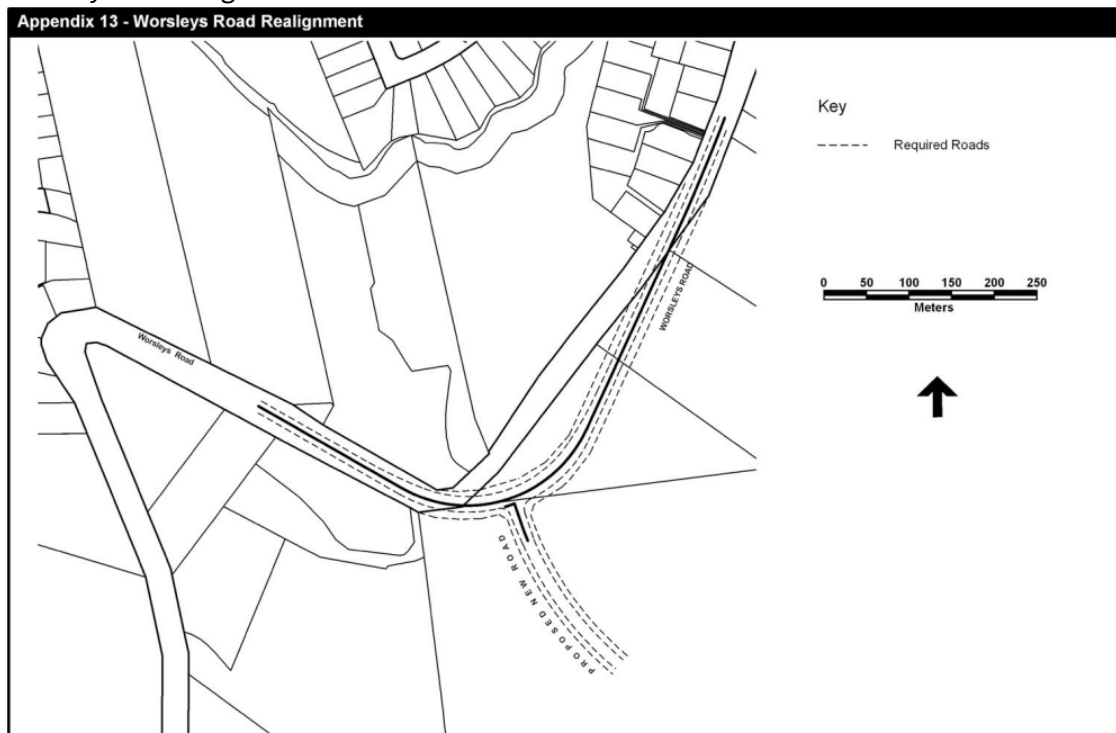 Appendix 13 - Worsleys Road Realignment
Key
Required Roads
0 50 100 150 200 250
Meters
WORSLEYS ROAD
Worsleys Road
PROPOSED NEW ROAD